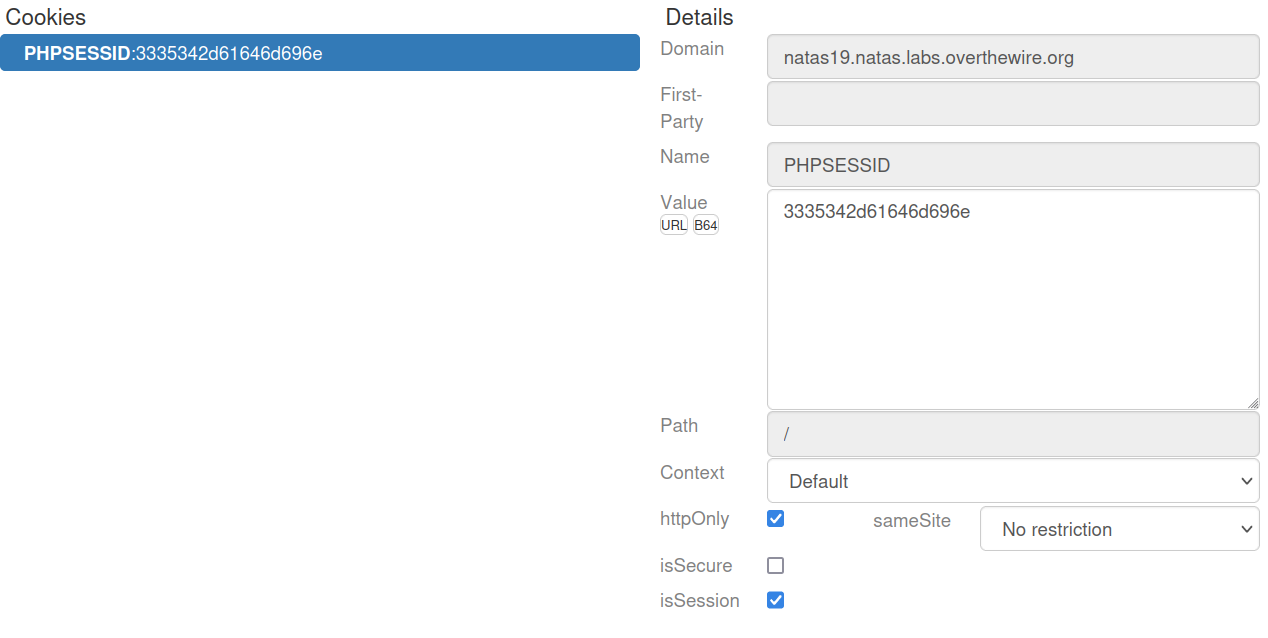 Cookies
PHPSESSID:3335342d61646d696e
Details
Domain
natas19.natas.labs.overthewire.org
First-
Party
Name
PHPSESSID
Value
URL B64
3335342d61646d696e
Path
/
Context
Default
httpOnly
sameSite
No restriction
isSecure
isSession